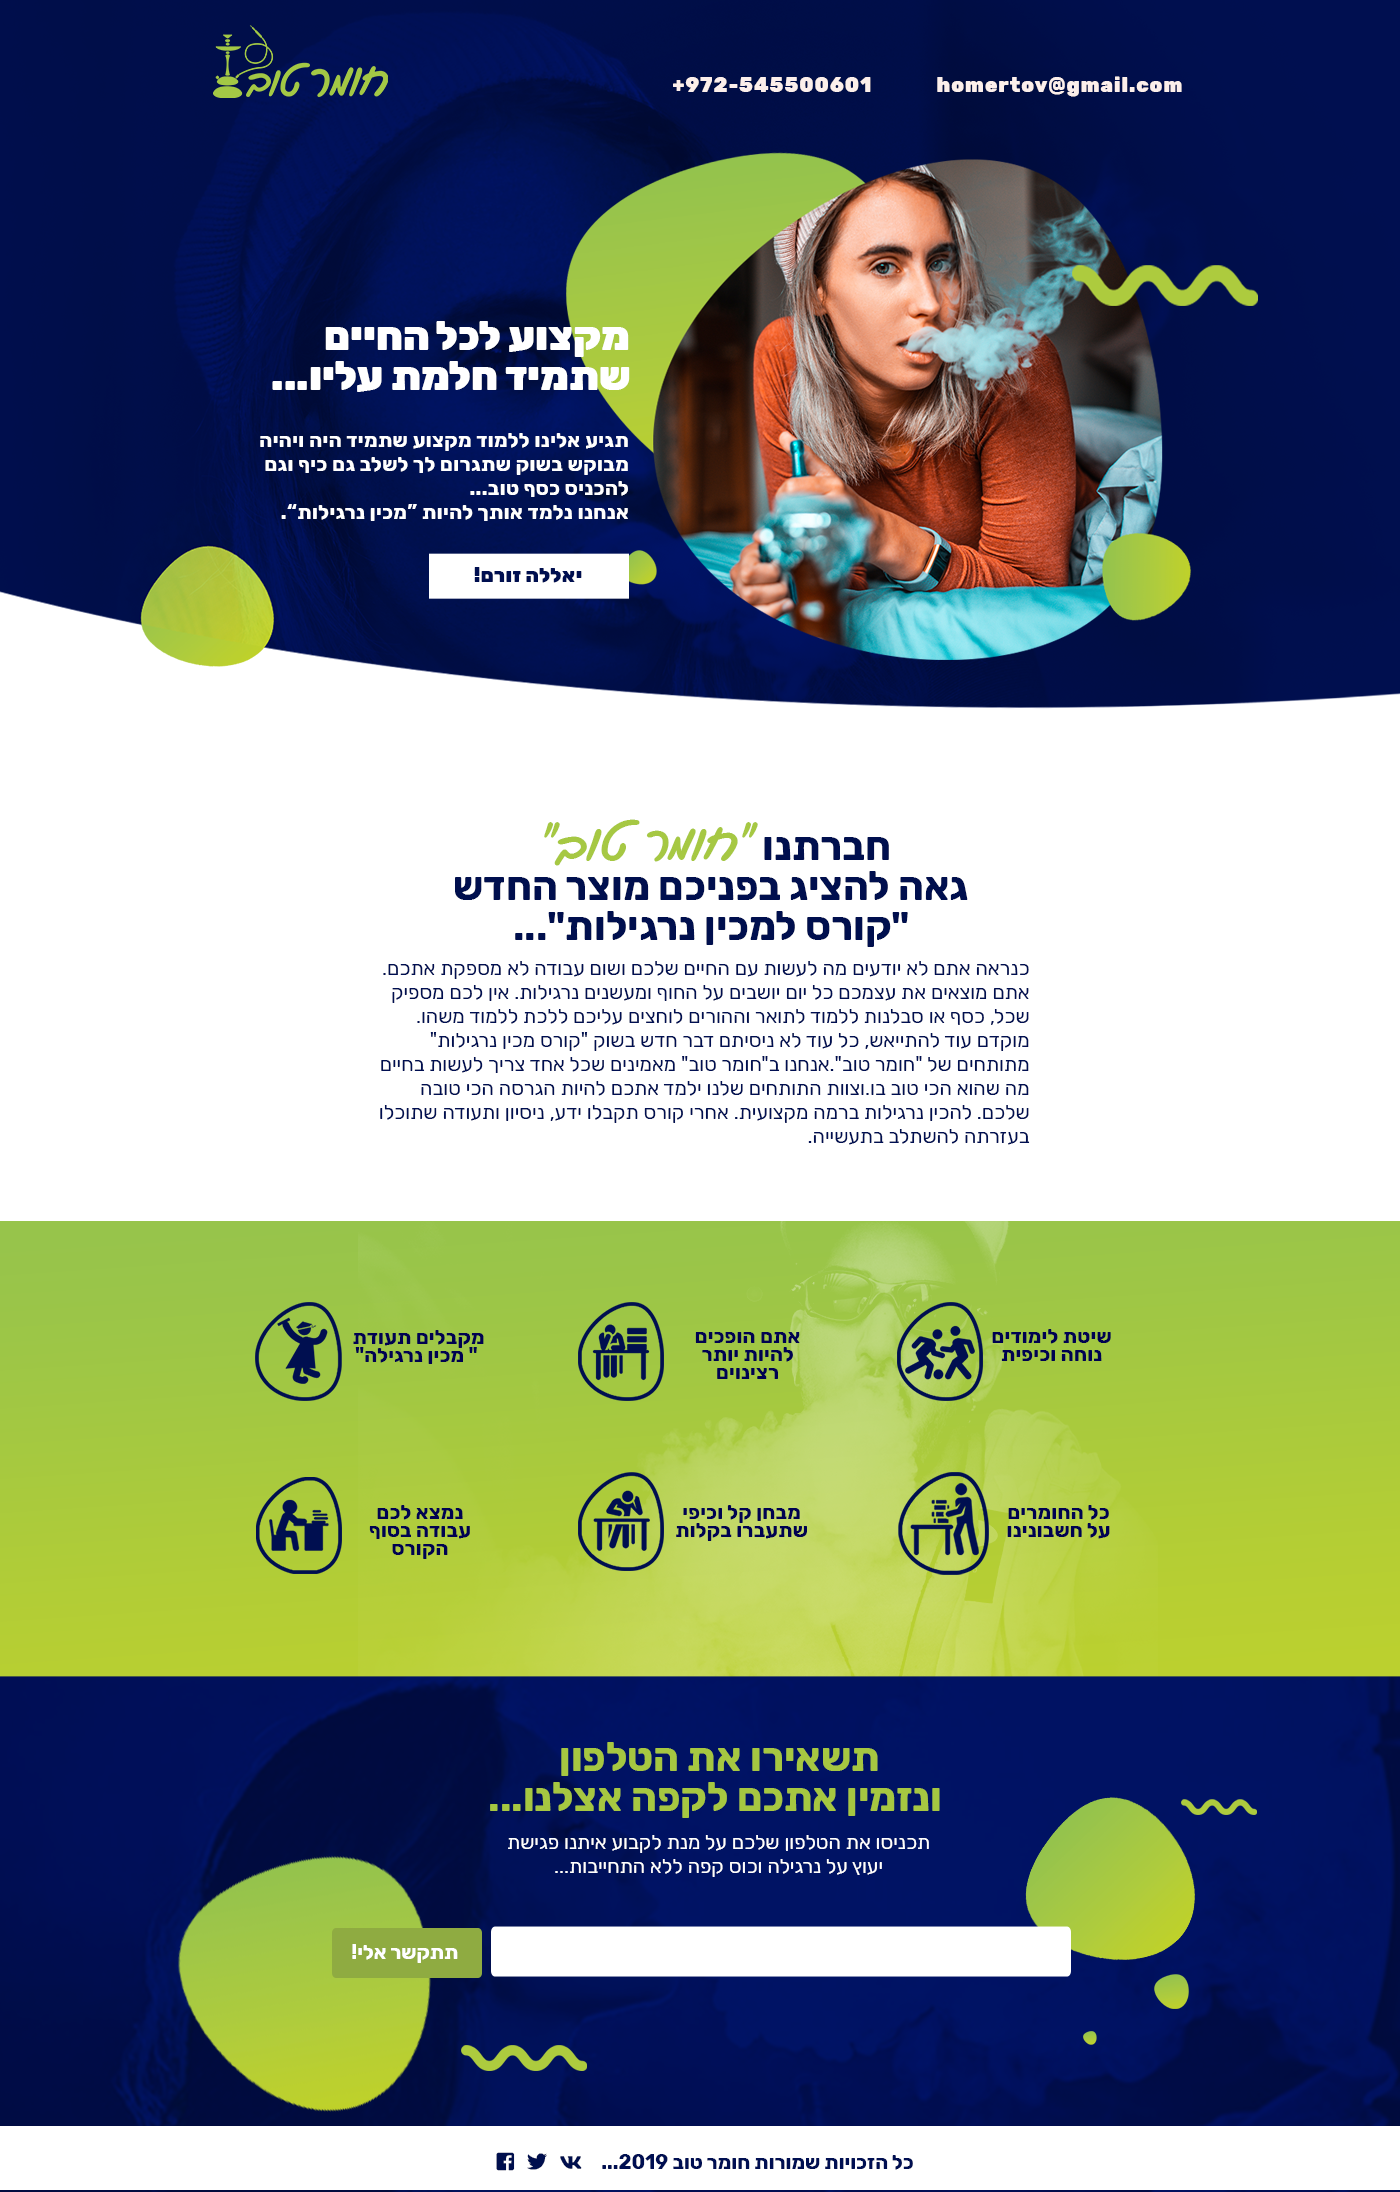 חומר טוב
+972-545500601
homertov@gmail.com
מקצוע לכל החיים
שתמיד חלמת עליו...
תגיע אלינו ללמוד מקצוע שתמיד היה ויהיה
מבוקש בשוק שתגרום לך לשלב גם כיף וגם
להכניס כסף טוב...
אנחנו נלמד אותך להיות ”מכין נרגילות“.
יאללה זורם!
חברתנו "חומר טוב"
גאה להציג בפניכם מוצר החדש
"קורס למכין נרגילות"...
כנראה אתם לא יודעים מה לעשות עם החיים שלכם ושום עבודה לא מספקת אתכם.
אתם מוצאים את עצמכם כל יום יושבים על החוף ומעשנים נרגילות. אין לכם מספיק
שכל, כסף או סבלנות ללמוד לתואר וההורים לוחצים עליכם ללכת ללמוד משהו.
מוקדם עוד להתייאש, כל עוד לא ניסיתם דבר חדש בשוק "קורס מכין נרגילות"
מתותחים של "חומר טוב".אנחנו ב"חומר טוב" מאמינים שכל אחד צריך לעשות בחיים
מה שהוא הכי טוב בו.וצוות התותחים שלנו ילמד אתכם להיות הגרסה הכי טובה
שלכם. להכין נרגילות ברמה מקצועית. אחרי קורס תקבלו ידע, ניסיון ותעודה שתוכלו
בעזרתה להשתלב בתעשייה.
שיטת לימודים
נוחה וכיפית
אתם הופכים
להיות יותר
רצינוים
מקבלים תעודת
" מכין נרגילה"
כל החומרים
על חשבונינו
מבחן קל וכיפי
שתעברו בקלות
נמצא לכם
עבודה בסוף
הקורס
תשאירו את הטלפון
ונזמין אתכם לקפה אצלנו...
תכניסו את הטלפון שלכם על מנת לקבוע איתנו פגישת
יעוץ על נרגילה וכוס קפה ללא התחייבות...
תתקשר אלי!
כל הזכויות שמורות חומר טוב 2019...